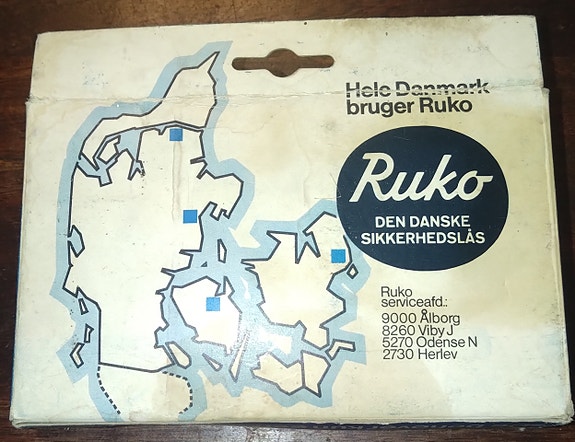 Hele Danmark
bruger Ruko
Ruko
DEN DANSKE
SIKKERHEDSLÅS
Ruko
serviceafd.:
9000 Ålborg
8260 Viby J
5270 Odense N
2730 Herlev